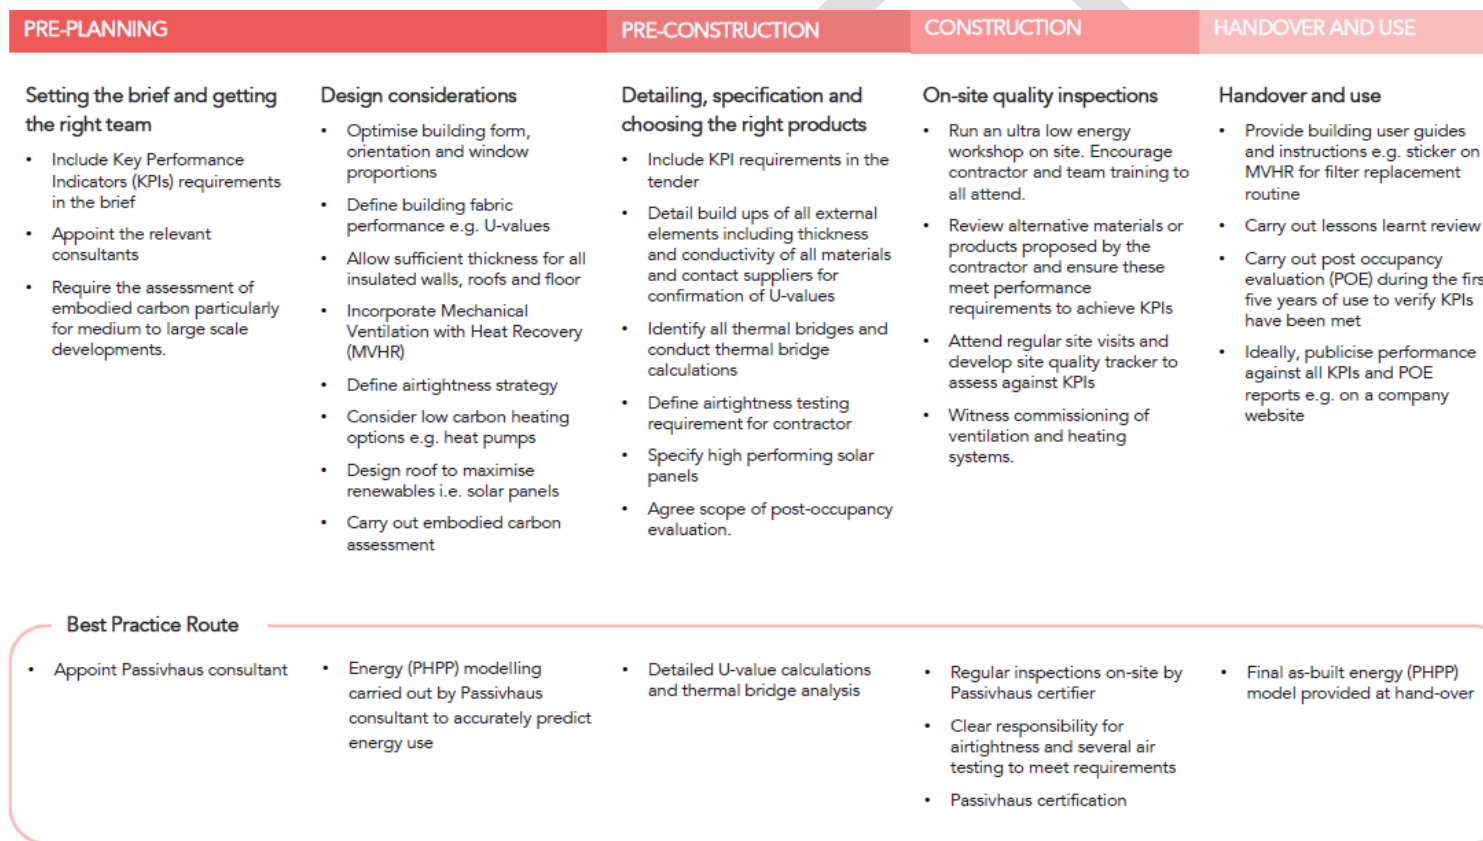 PRE-PLANNING
PRE-CONSTRUCTION
CONSTRUCTION
HANDOVER AND USE
Setting the brief and getting
the right team
• Include Key Performance
Indicators (KPIs) requirements
in the brief
• Appoint the relevant
consultants
• Require the assessment of
embodied carbon particularly
for medium to large scale
developments.
Design considerations
• Optimise building form,
orientation and window
proportions
• Define building fabric
performance e.g. U-values
• Allow sufficient thickness for all
insulated walls, roofs and floor
• Incorporate Mechanical
Ventilation with Heat Recovery
(MVHR)
• Define airtightness strategy
• Consider low carbon heating
options e.g. heat pumps
• Design roof to maximise
renewables i.e. solar panels
• Carry out embodied carbon
assessment
Detailing, specification and
choosing the right products
• Include KPI requirements in the
tender
• Detail build ups of all external
elements including thickness
and conductivity of all materials
and contact suppliers for
confirmation of U-values
• Identify all thermal bridges and
conduct thermal bridge
calculations
• Define airtightness testing
requirement for contractor
• Specify high performing solar
panels
• Agree scope of post-occupancy
evaluation.
On-site quality inspections
• Run an ultra low energy
workshop on site. Encourage
contractor and team training to
all attend.
• Review alternative materials or
products proposed by the
contractor and ensure these
meet performance
requirements to achieve KPIs
• Attend regular site visits and
develop site quality tracker to
assess against KPIs
• Witness commissioning of
ventilation and heating
systems.
Handover and use
• Provide building user guides
and instructions e.g. sticker on
MVHR for filter replacement
routine
• Carry out lessons learnt review
• Carry out post occupancy
evaluation (POE) during the firs
five years of use to verify KPIs
have been met
• Ideally, publicise performance
against all KPIs and POE
reports e.g. on a company
website
Best Practice Route
• Appoint Passivhaus consultant
• Energy (PHPP) modelling
carried out by Passivhaus
consultant to accurately predict
energy use
• Detailed U-value calculations
and thermal bridge analysis
• Regular inspections on-site by
Passivhaus certifier
• Clear responsibility for
airtightness and several air
testing to meet requirements
• Passivhaus certification
• Final as-built energy (PHPP)
model provided at hand-over